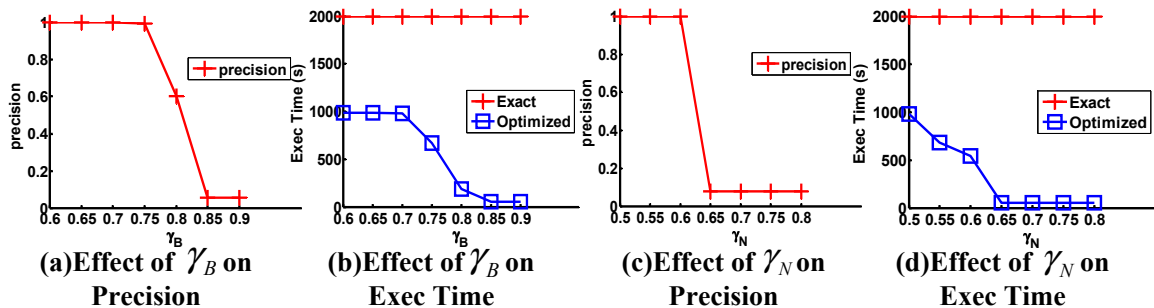 1
0.8
0.6
0.4
0.2
0
0.6 0.65 0.7 0.75 0.8 0.85 0.9
precision
γB
precision
(a)Effect of γB on
Precision
2000
1500
1000
500
0
0.6 0.65 0.7 0.75 0.8 0.85 0.9
Exec Time (s)
γB
Exact
Optimized
(b)Effect of γB on
Exec Time
1
0.8
0.6
0.4
0.2
0
0.5 0.55 0.6 0.65 0.7 0.75 0.8
precision
γN
precision
(c)Effect of γN on
Precision
2000
1500
1000
500
0
0.5 0.55 0.6 0.65 0.7 0.75 0.8
Exec Time (s)
γN
Exact
Optimized
(d)Effect of γN on
Exec Time